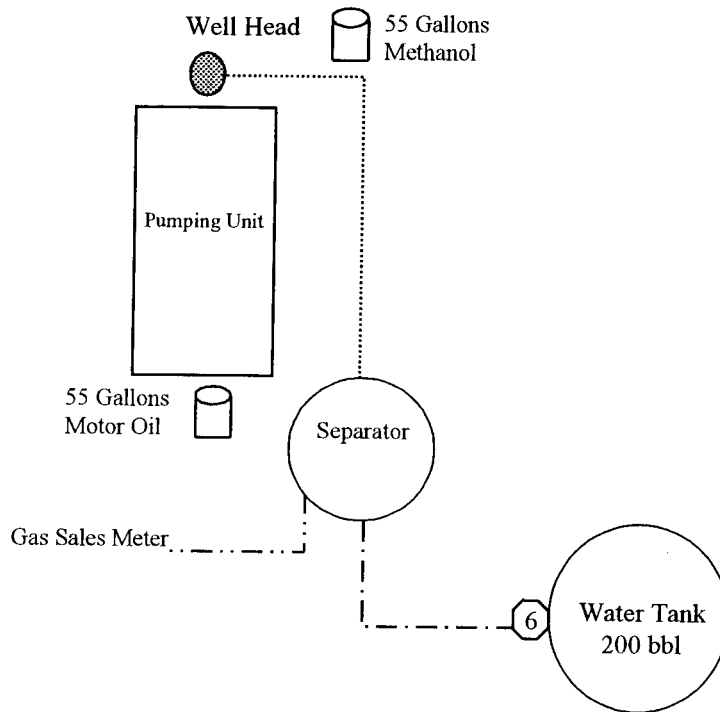 Well Head
55 Gallons
Methanol
Pumping Unit
55 Gallons
Motor Oil
Separator
Gas Sales Meter
6
Water Tank
200 bbl